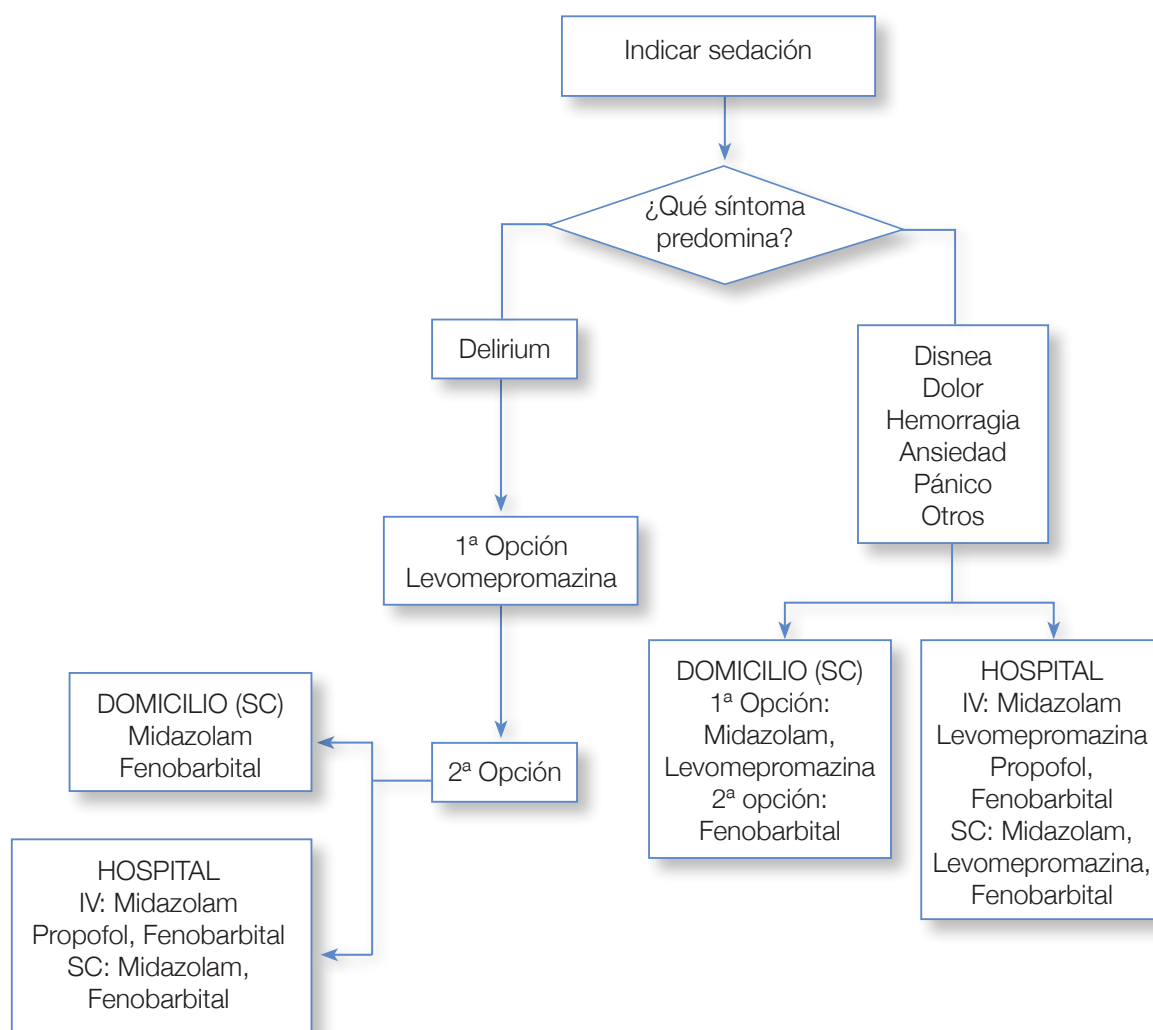 Indicar sedación
¿Qué síntoma
predomina?
Delirium
Disnea
Dolor
Hemorragia
Ansiedad
Pánico
Otros
1ª Opción
Levomepromazina
2ª Opción
DOMICILIO (SC)
Midazolam
Fenobarbital
HOSPITAL
IV: Midazolam
Propofol, Fenobarbital
SC: Midazolam,
Fenobarbital
DOMICILIO (SC)
1ª Opción:
Midazolam,
Levomepromazina
2ª opción:
Fenobarbital
HOSPITAL
IV: Midazolam
Levomepromazina
Propofol,
Fenobarbital
SC: Midazolam,
Levomepromazina,
Fenobarbital